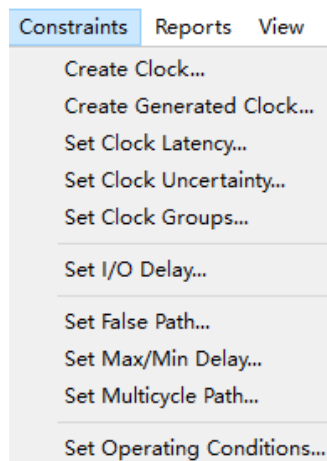 Constraints Reports View
Create Clock...
Create Generated Clock...
Set Clock Latency...
Set Clock Uncertainty...
Set Clock Groups...
Set I/O Delay...
Set False Path...
Set Max/Min Delay...
Set Multicycle Path...
Set Operating Conditions...